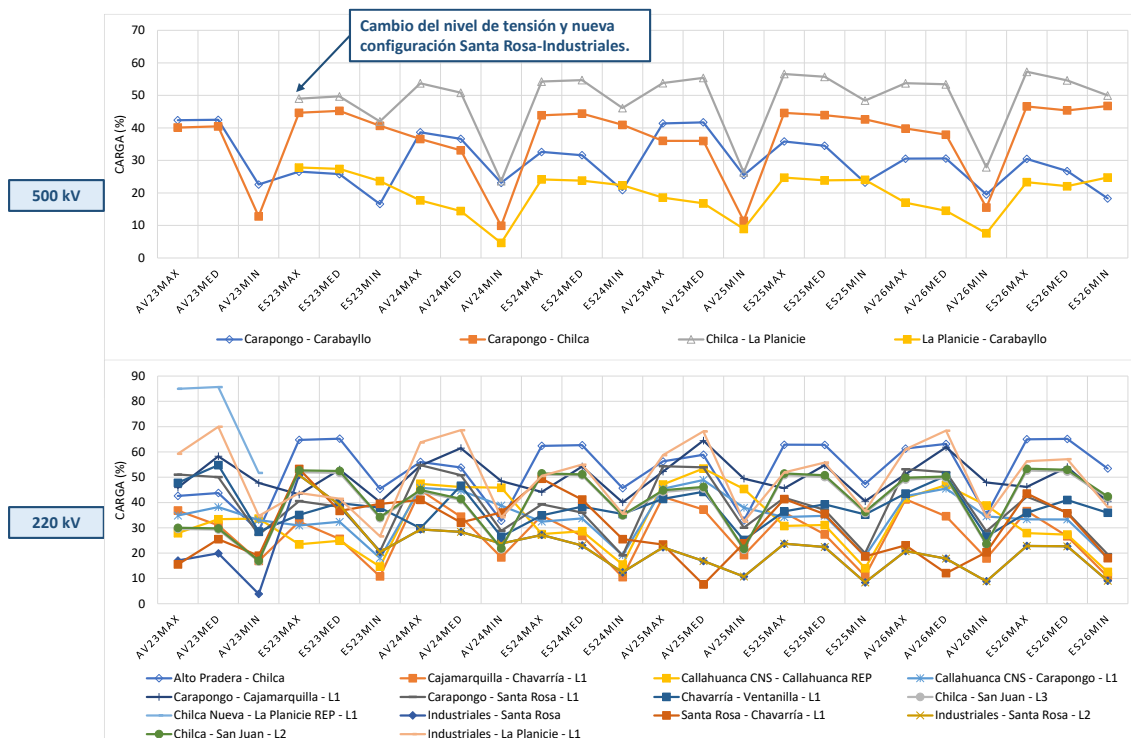 Cambio del nivel de tensión y nueva
configuración Santa Rosa-Industriales.
500 kV
CARGA (%)
70
60
50
40
30
20
10
0
AV23MAX AV23MED AV23MIN ES23MAX ES23MED ES23MIN AV24MAX AV24MED AV24MIN ES24MAX ES24MED ES24MIN AV25MAX AV25MED AV25MIN ES25MAX ES25MED ES25MIN AV26MAX AV26MED AV26MIN ES26MAX ES26MED ES26MIN
Carapongo - Carabayllo Carapongo - Chilca Chilca - La Planicie La Planicie - Carabayllo
220 kV
CARGA (%)
90
80
70
60
50
40
30
20
10
0
AV23MAX AV23MED AV23MIN ES23MAX ES23MED ES23MIN AV24MAX AV24MED AV24MIN ES24MAX ES24MED ES24MIN AV25MAX AV25MED AV25MIN ES25MAX ES25MED ES25MIN AV26MAX AV26MED AV26MIN ES26MAX ES26MED ES26MIN
Alto Pradera - Chilca Cajamarquilla - Chavarría - L1 Callahuanca CNS - Callahuanca REP Callahuanca CNS - Carapongo - L1
Carapongo - Cajamarquilla - L1 Carapongo - Santa Rosa - L1 Chavarría - Ventanilla - L1 Chilca - San Juan - L3
Chilca Nueva - La Planicie REP - L1 Industriales - Santa Rosa Santa Rosa - Chavarría - L1 Industriales - Santa Rosa - L2
Chilca - San Juan - L2 Industriales - La Planicie - L1